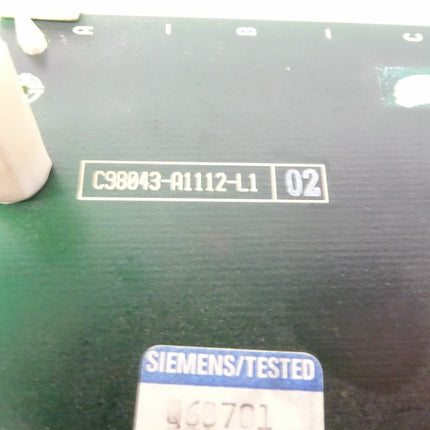 A - B - C
C98043-A1112-L1 02
SIEMENS/TESTED
Q60701